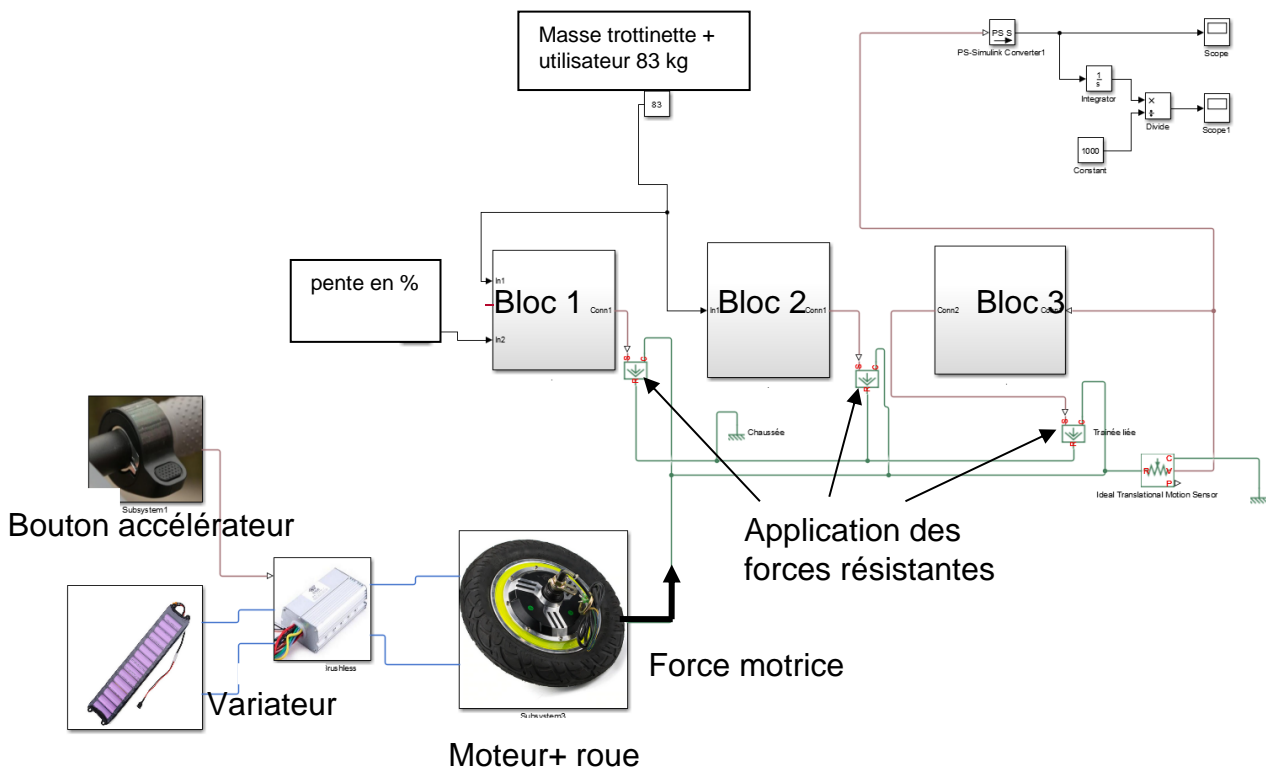 Masse trottinette +
utilisateur 83 kg
83
PS S
PS-Simulink Converter1
Scope
1
s
Integrator
×
÷
Divide
Scope1
1000
Constant
pente en %
In1
In2
Bloc 1
Conn1
In1
Bloc 2
Conn1
Conn2
Bloc 3
S
C
R
S
C
R
S
C
R
Chaussée
Trainée liée
R
C
V
P
Ideal Translational Motion Sensor
Subsystem1
Bouton accélérateur
Application des
forces résistantes
Variateur
Irushless
Subsystem3
Force motrice
Moteur+ roue